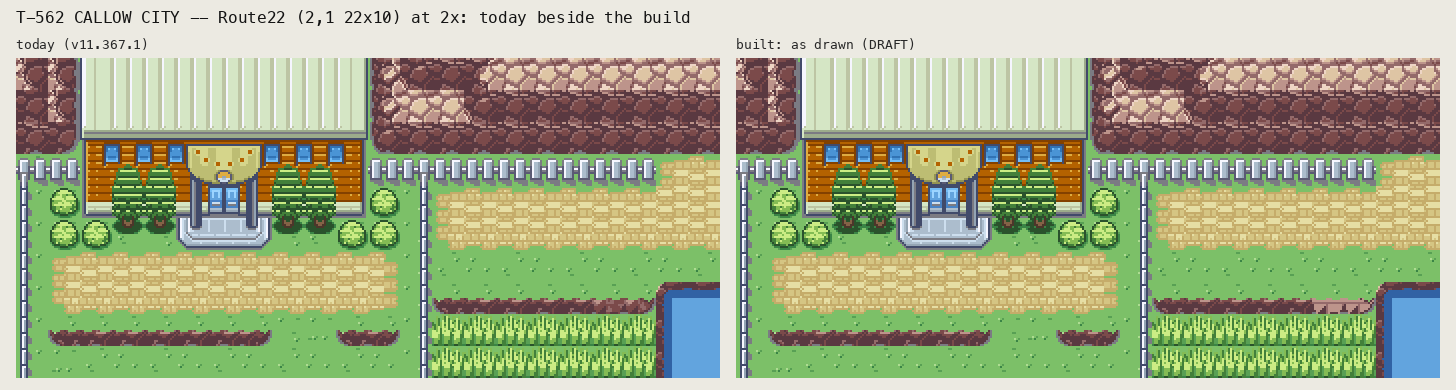 T-562 CALLOW CITY -- Route22 (2,1 22x10) at 2x: today beside the build
today (v11.367.1)
built: as drawn (DRAFT)